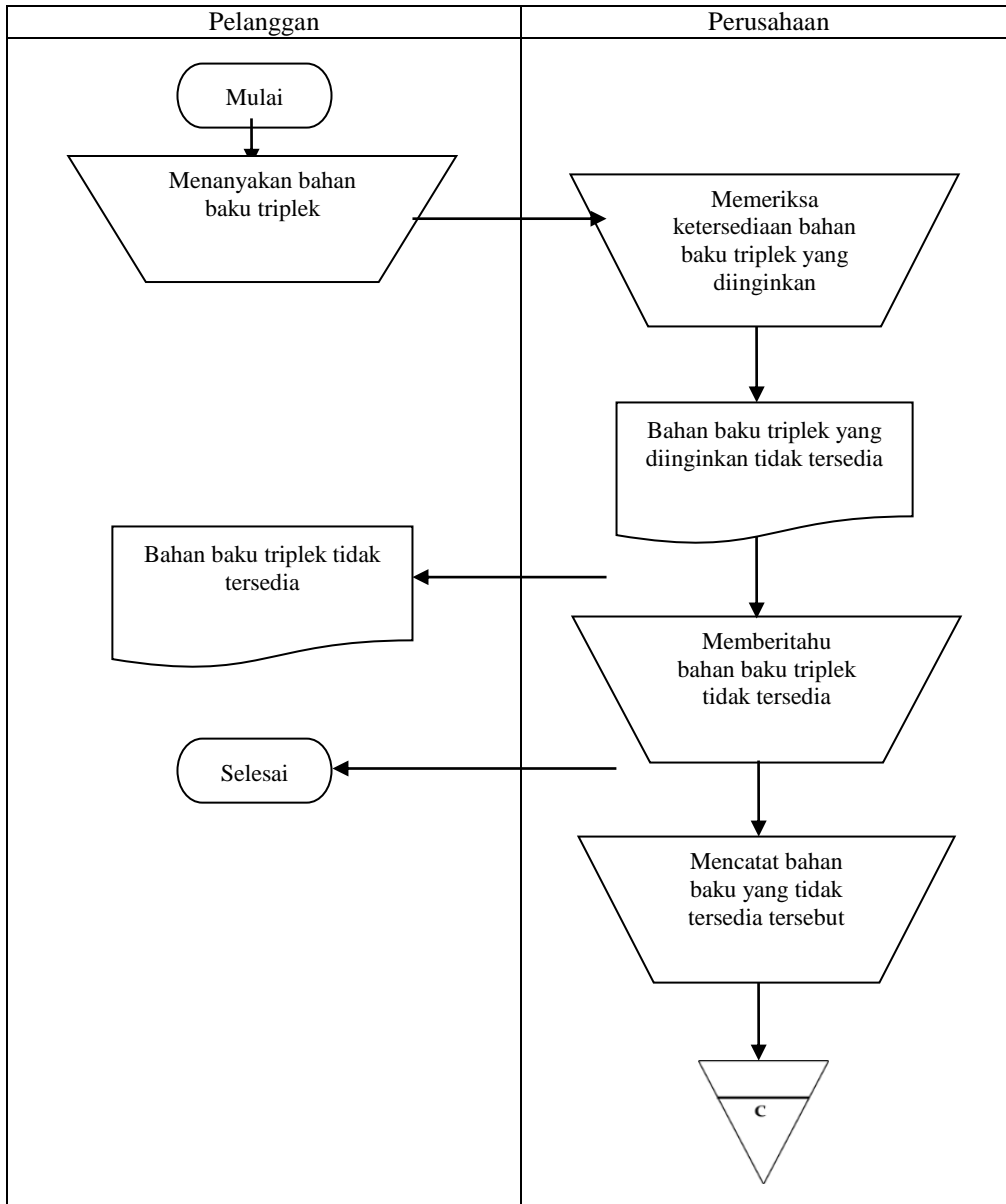 Pelanggan
Perusahaan
Mulai
Menanyakan bahan
baku triplek
Memeriksa
ketersediaan bahan
baku triplek yang
diinginkan
Bahan baku triplek yang
diinginkan tidak tersedia
Bahan baku triplek tidak
tersedia
Memberitahu
bahan baku triplek
tidak tersedia
Selesai
Mencatat bahan
baku yang tidak
tersedia tersebut
C